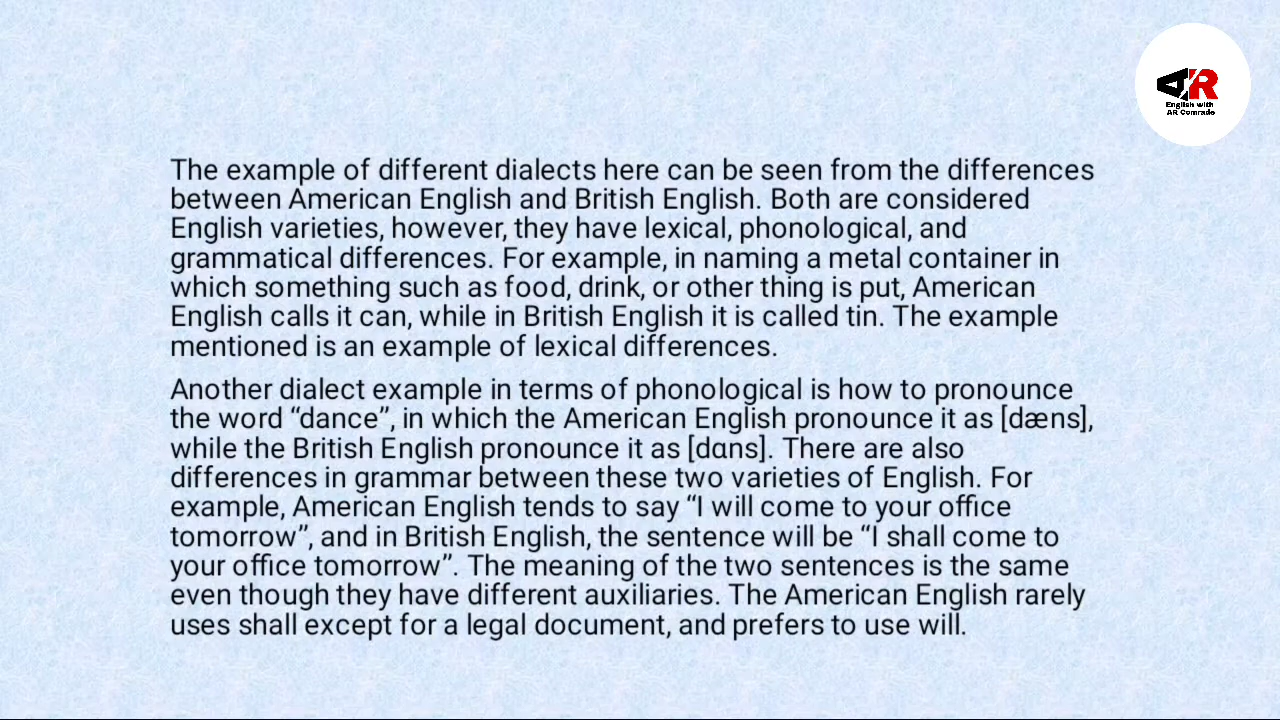 AR
English with
AR Comrade
The example of different dialects here can be seen from the differences
between American English and British English. Both are considered
English varieties, however, they have lexical, phonological, and
grammatical differences. For example, in naming a metal container in
which something such as food, drink, or other thing is put, American
English calls it can, while in British English it is called tin. The example
mentioned is an example of lexical differences.
Another dialect example in terms of phonological is how to pronounce
the word “dance”, in which the American English pronounce it as [dæns],
while the British English pronounce it as [dɑns]. There are also
differences in grammar between these two varieties of English. For
example, American English tends to say “I will come to your office
tomorrow”, and in British English, the sentence will be “I shall come to
your office tomorrow”. The meaning of the two sentences is the same
even though they have different auxiliaries. The American English rarely
uses shall except for a legal document, and prefers to use will.